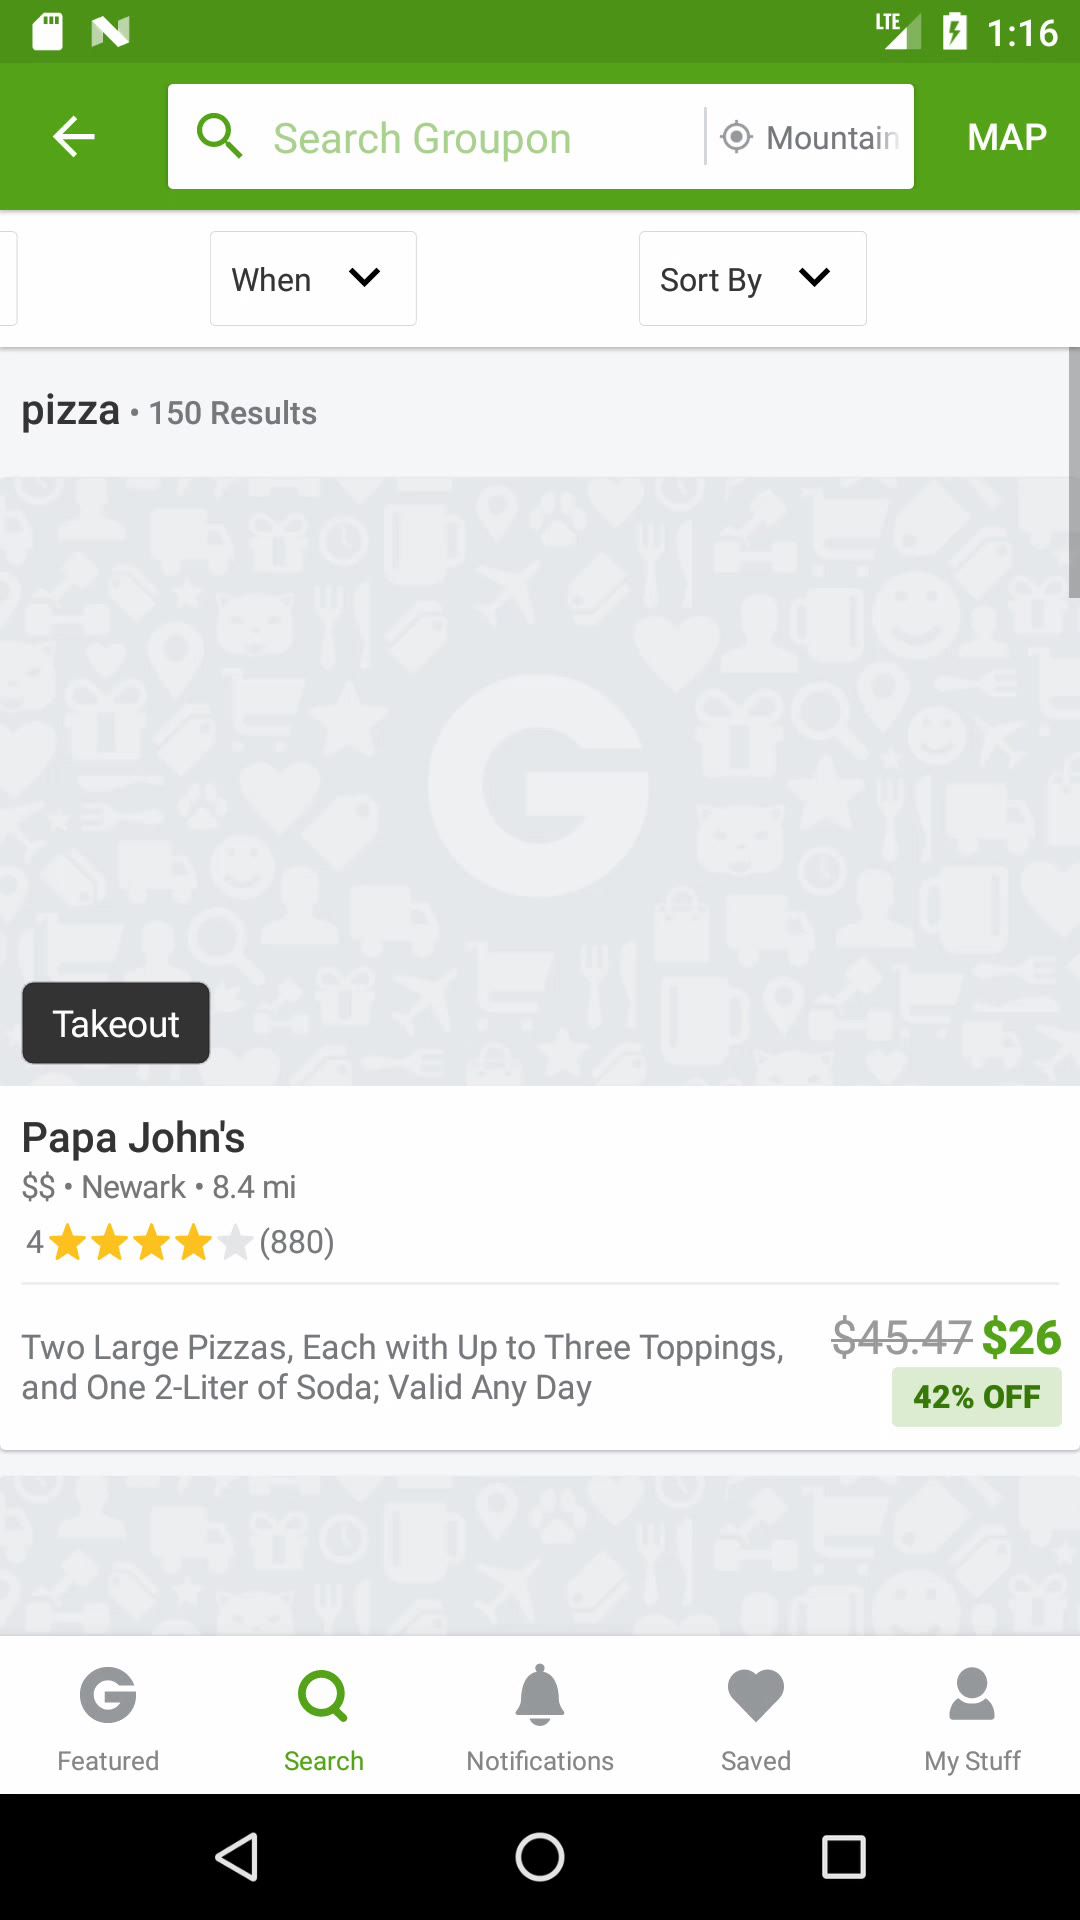 LTE 1:16
Search Groupon Mountain MAP
When Sort By
pizza • 150 Results
Takeout
Papa John's
$$ • Newark • 8.4 mi
4 (880)
Two Large Pizzas, Each with Up to Three Toppings, $45.47 $26
and One 2-Liter of Soda; Valid Any Day
42% OFF
Featured Search Notifications Saved My Stuff